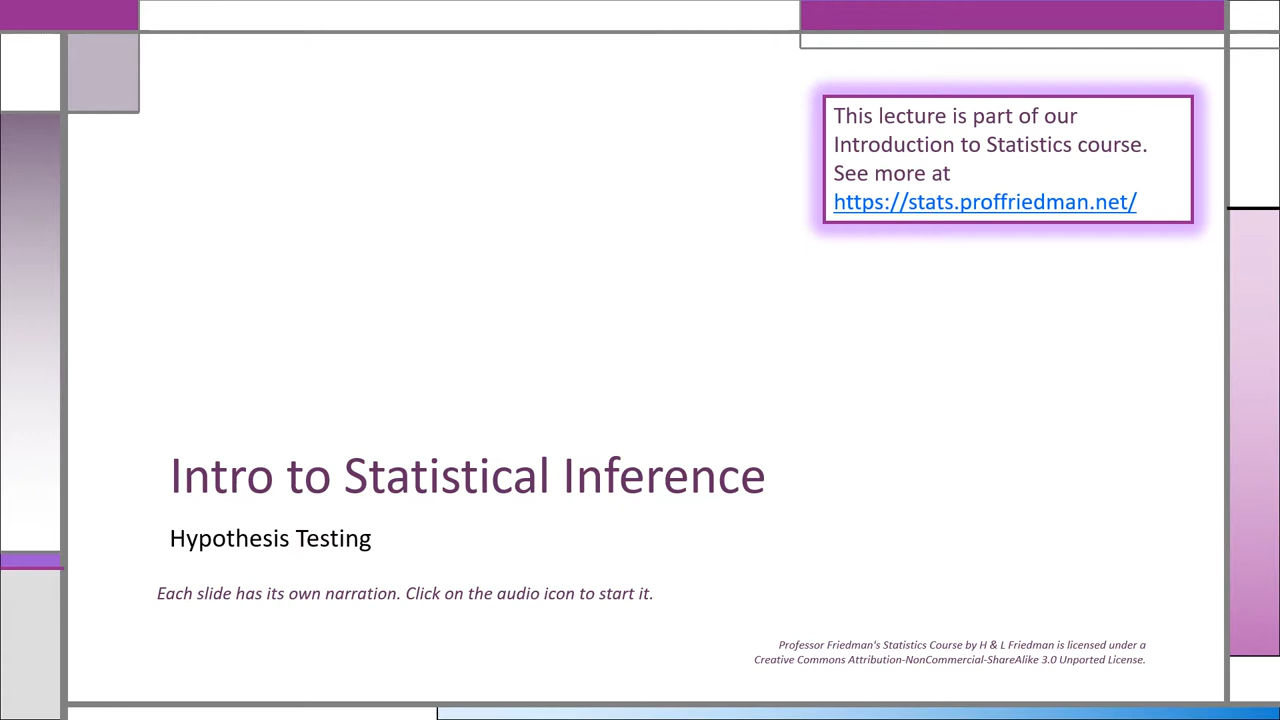 This lecture is part of our
Introduction to Statistics course.
See more at
https://stats.proffriedman.net/
Intro to Statistical Inference
Hypothesis Testing
Each slide has its own narration. Click on the audio icon to start it.
Professor Friedman's Statistics Course by H & L Friedman is licensed under a
Creative Commons Attribution-NonCommercial-ShareAlike 3.0 Unported License.